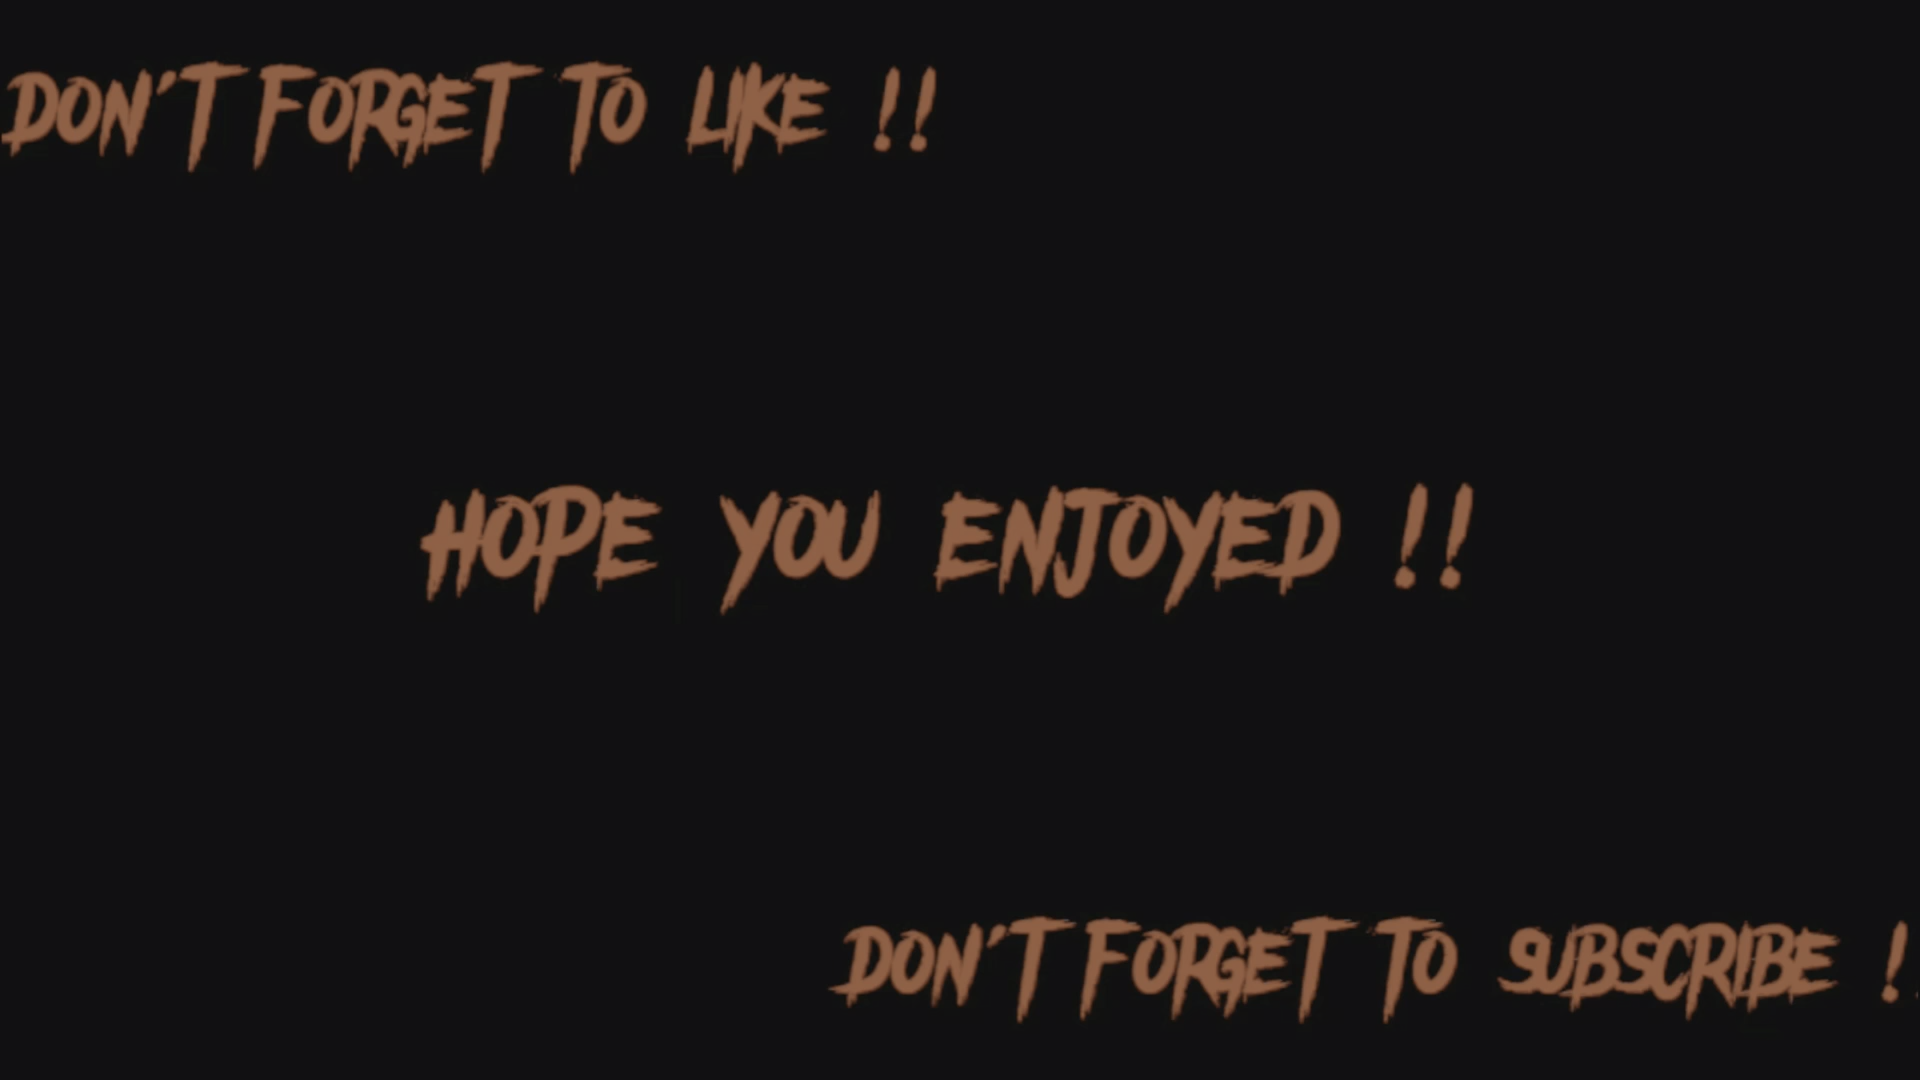 DON'T FORGET TO LIKE !!
HOPE YOU ENJOYED !!
DON'T FORGET TO SUBSCRIBE !